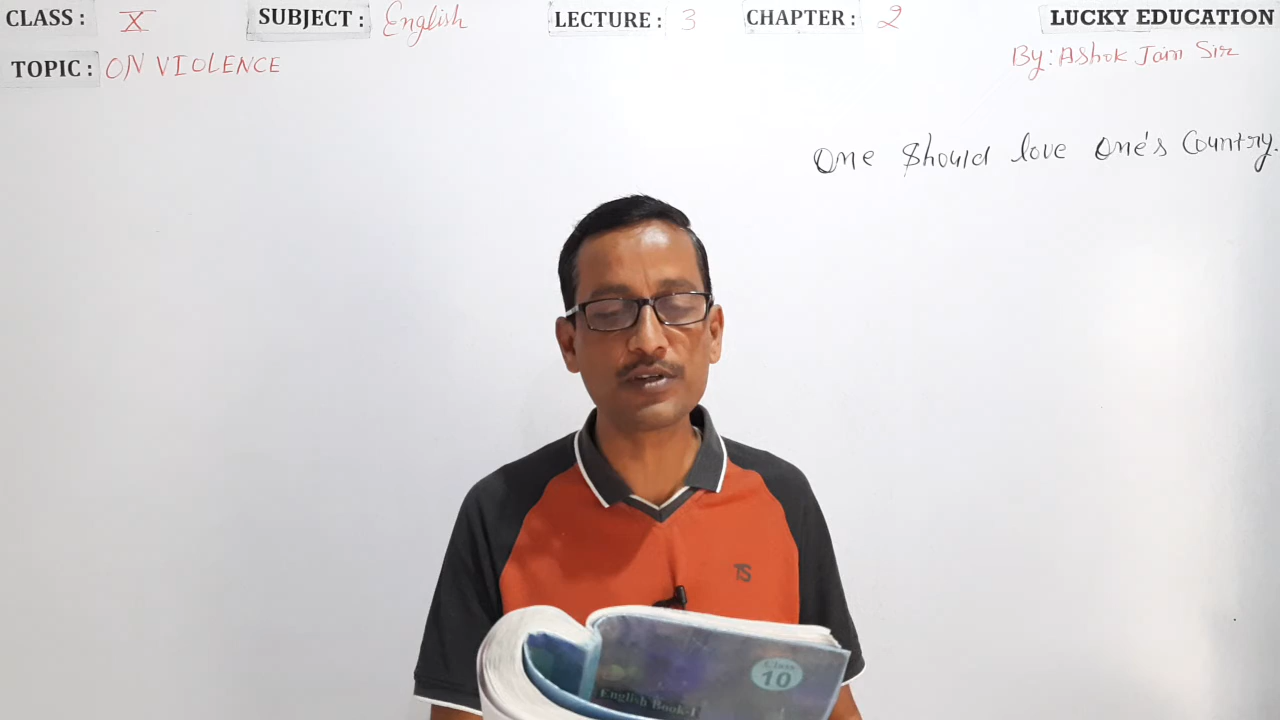 CLASS : X SUBJECT : English LECTURE : 3 CHAPTER : 2 LUCKY EDUCATION
TOPIC : ON VIOLENCE By: Ashok Jain Sir
One should love one's Country.
TS
Class
10
English Book-I